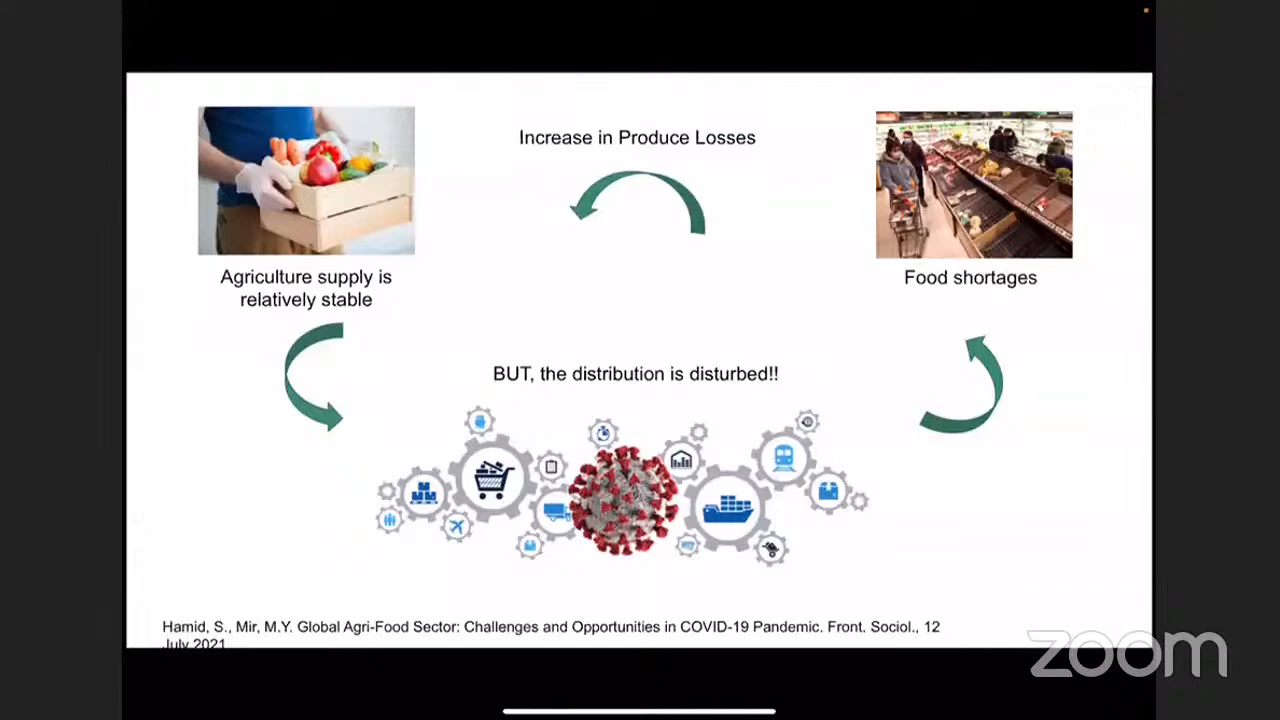 Increase in Produce Losses
Agriculture supply is
relatively stable
Food shortages
BUT, the distribution is disturbed!!
Hamid, S., Mir, M.Y. Global Agri-Food Sector: Challenges and Opportunities in COVID-19 Pandemic. Front. Sociol., 12
July 2021
zoom